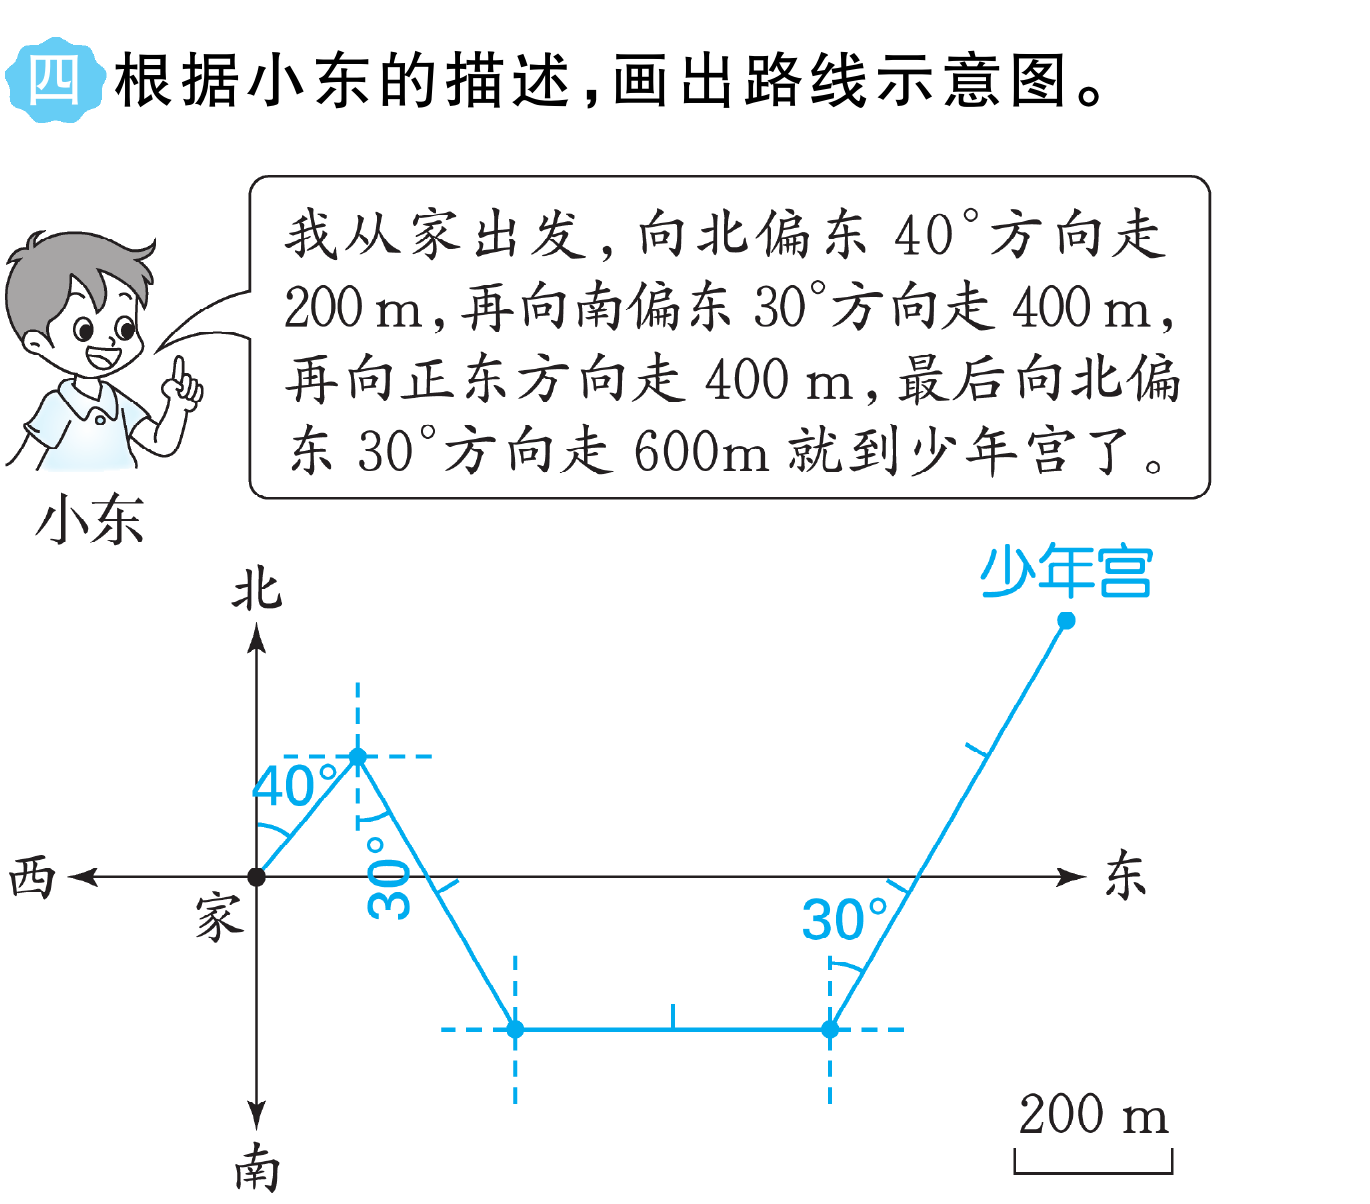 四 根据小东的描述,画出路线示意图。
我从家出发,向北偏东 40°方向走
200 m,再向南偏东 30°方向走 400 m,
再向正东方向走 400 m,最后向北偏
东 30°方向走 600m 就到少年宫了。
小东
少年宫
北
40°
30°
西
东
家
30°
200 m
南